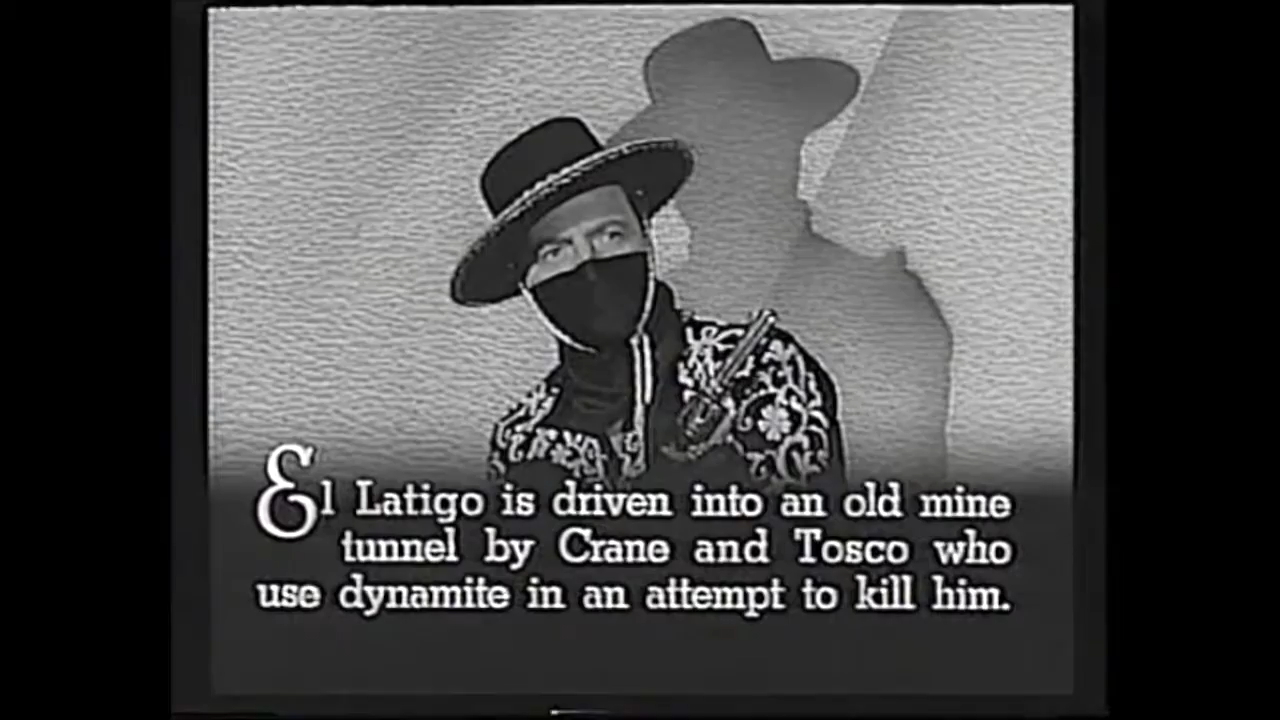 El Latigo is driven into an old mine
tunnel by Crane and Tosco who
use dynamite in an attempt to kill him.